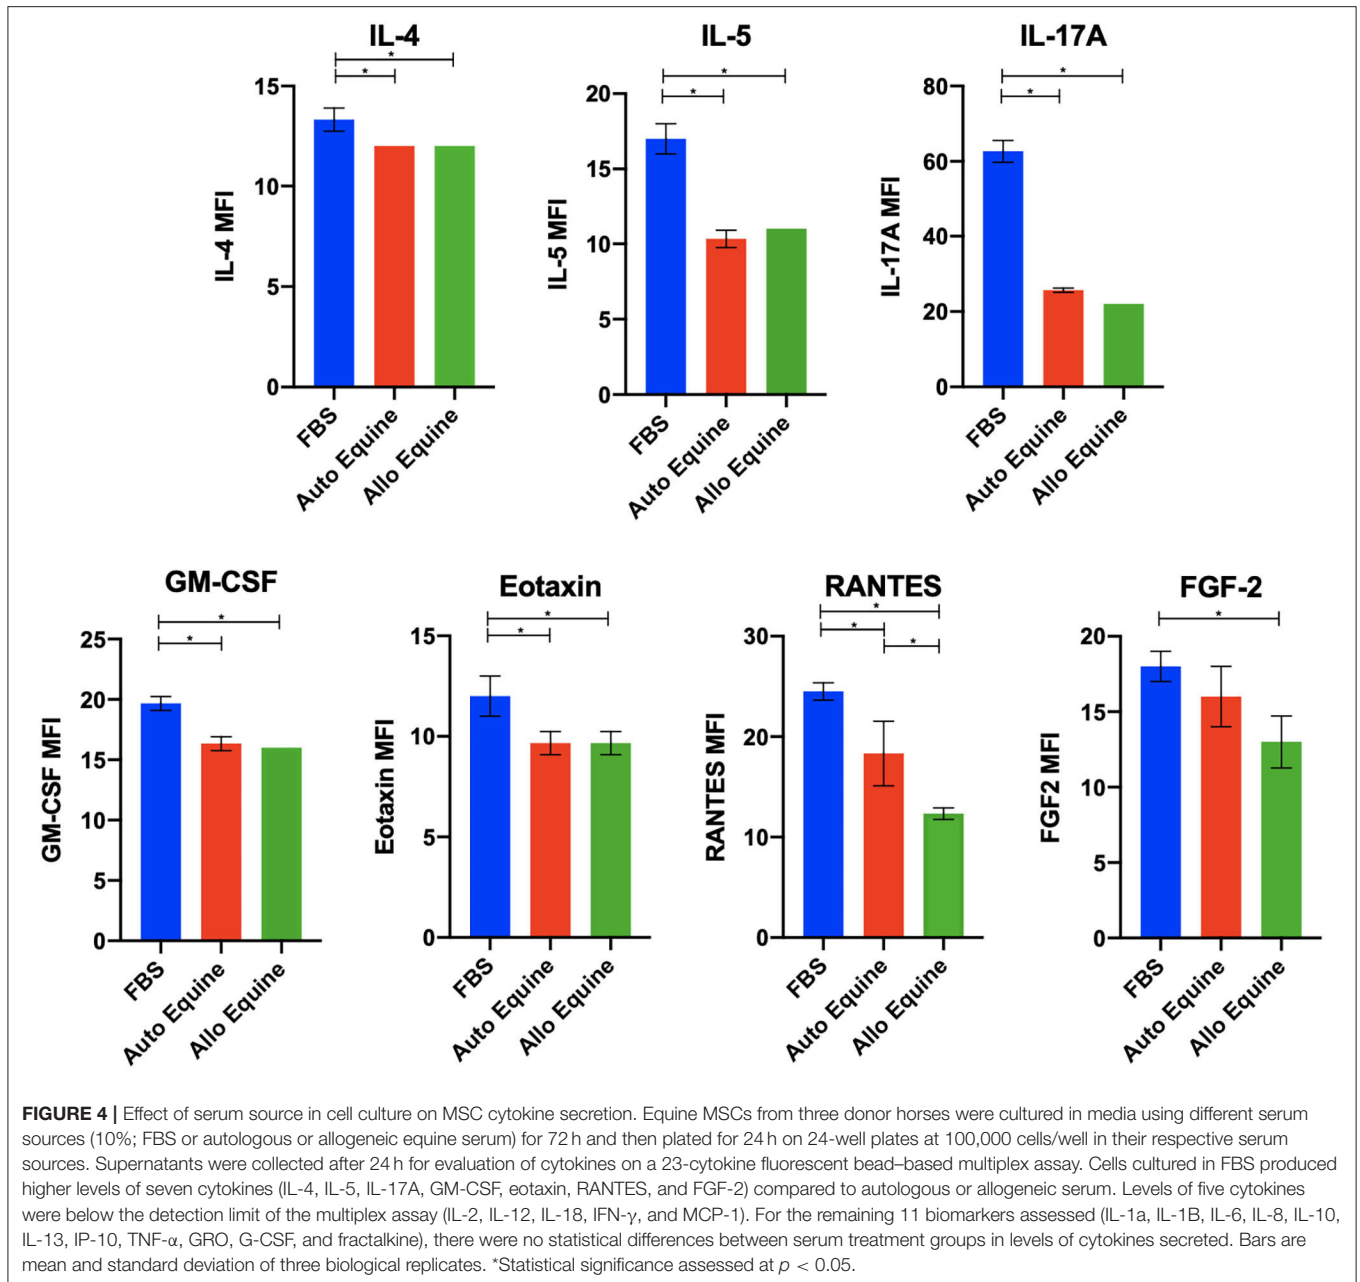 IL-4
*
*
15
10
5
0
IL-4 MFI
FBS
Auto Equine
Allo Equine
IL-5
*
*
20
15
10
5
0
IL-5 MFI
FBS
Auto Equine
Allo Equine
IL-17A
*
*
80
60
40
20
0
IL-17A MFI
FBS
Auto Equine
Allo Equine
GM-CSF
*
*
25
20
15
10
5
0
GM-CSF MFI
FBS
Auto Equine
Allo Equine
Eotaxin
*
*
15
10
5
0
Eotaxin MFI
FBS
Auto Equine
Allo Equine
RANTES
*
*
*
30
20
10
0
RANTES MFI
FBS
Auto Equine
Allo Equine
FGF-2
*
20
15
10
5
0
FGF2 MFI
FBS
Auto Equine
Allo Equine
FIGURE 4 | Effect of serum source in cell culture on MSC cytokine secretion. Equine MSCs from three donor horses were cultured in media using different serum
sources (10%; FBS or autologous or allogeneic equine serum) for 72 h and then plated for 24 h on 24-well plates at 100,000 cells/well in their respective serum
sources. Supernatants were collected after 24 h for evaluation of cytokines on a 23-cytokine fluorescent bead–based multiplex assay. Cells cultured in FBS produced
higher levels of seven cytokines (IL-4, IL-5, IL-17A, GM-CSF, eotaxin, RANTES, and FGF-2) compared to autologous or allogeneic serum. Levels of five cytokines
were below the detection limit of the multiplex assay (IL-2, IL-12, IL-18, IFN-γ, and MCP-1). For the remaining 11 biomarkers assessed (IL-1a, IL-1B, IL-6, IL-8, IL-10,
IL-13, IP-10, TNF-α, GRO, G-CSF, and fractalkine), there were no statistical differences between serum treatment groups in levels of cytokines secreted. Bars are
mean and standard deviation of three biological replicates. *Statistical significance assessed at p < 0.05.